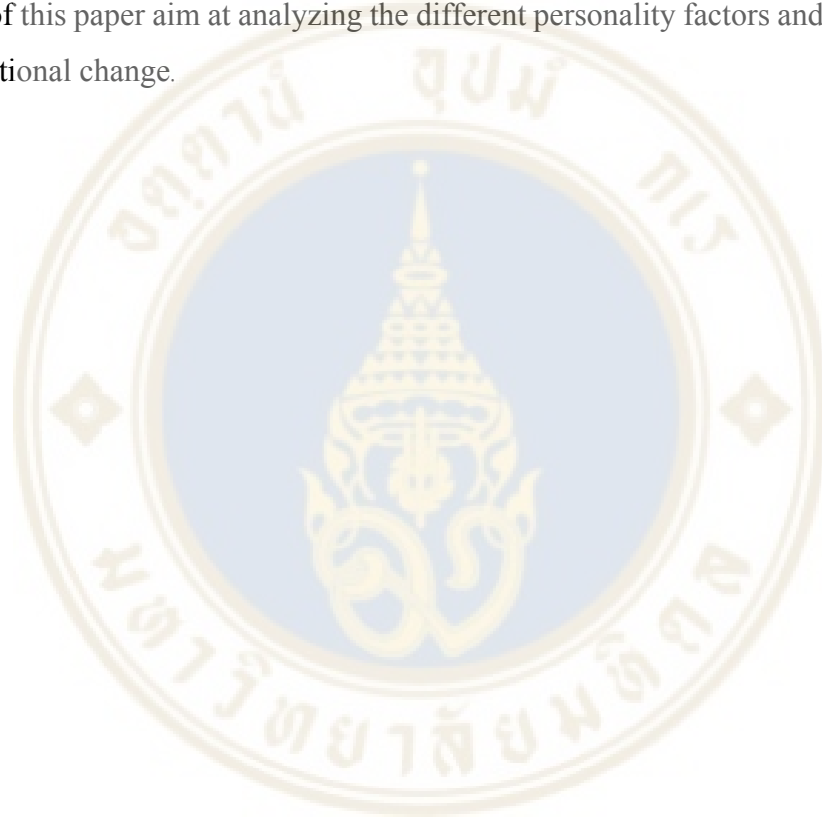 of this paper aim at analyzing the different personality factors and
tional change.
อตฺตานํ อุปมํ กเร
มหาวิทยาลัยมหิดล